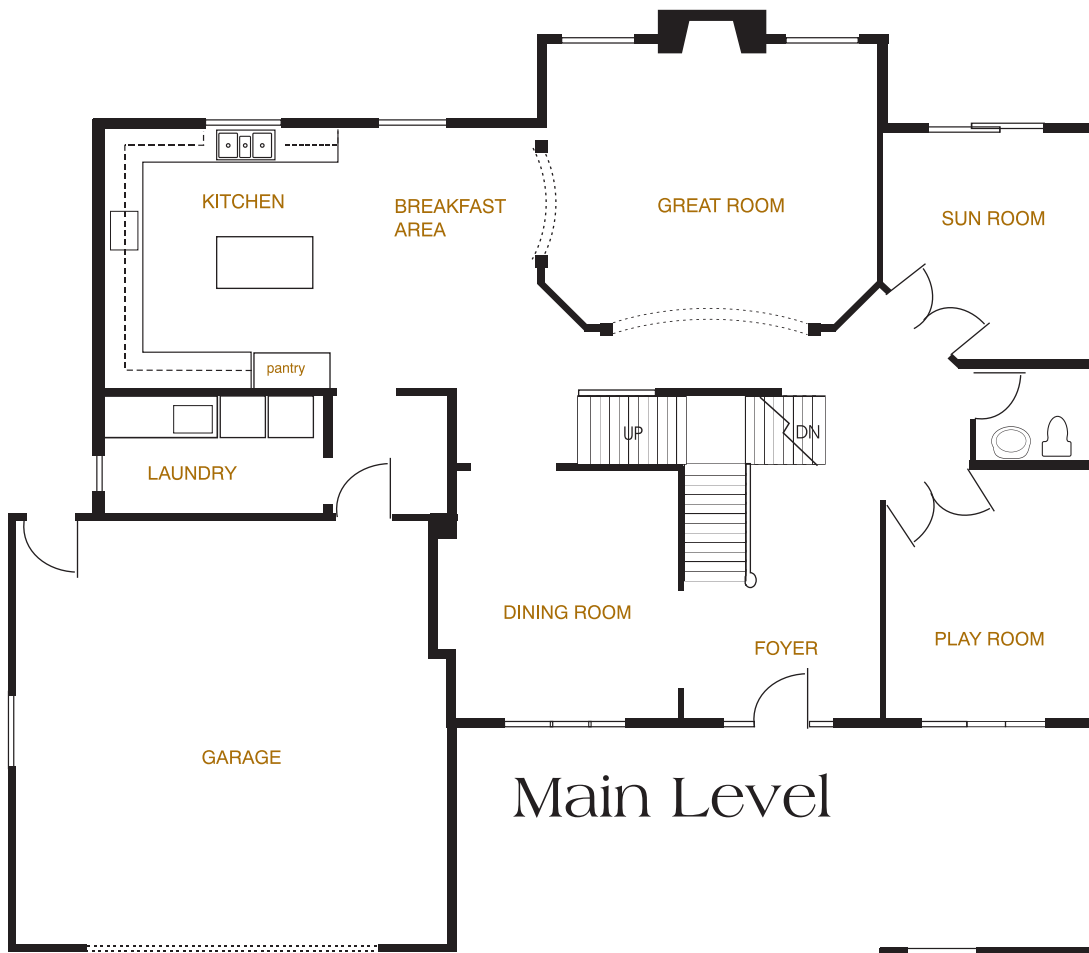 KITCHEN
BREAKFAST
AREA
GREAT ROOM
SUN ROOM
pantry
UP
DN
LAUNDRY
DINING ROOM
FOYER
PLAY ROOM
GARAGE
Main Level